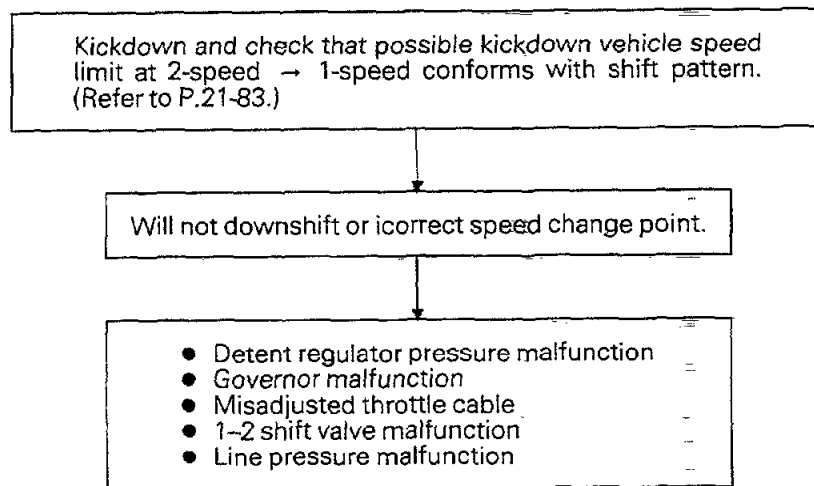 Kickdown and check that possible kickdown vehicle speed
limit at 2-speed → 1-speed conforms with shift pattern.
(Refer to P.21-83.)
Will not downshift or icorrect speed change point.
● Detent regulator pressure malfunction
● Governor malfunction
● Misadjusted throttle cable
● 1–2 shift valve malfunction
● Line pressure malfunction